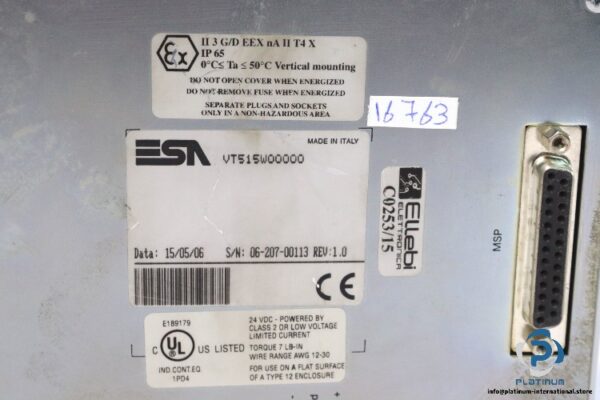 II 3 G/D EEX nA II T4 X
IP 65
0°C≤ Ta ≤ 50°C Vertical mounting
DO NOT OPEN COVER WHEN ENERGIZED
DO NOT REMOVE FUSE WHEN ENERGIZED
SEPARATE PLUGS AND SOCKETS
ONLY IN A NON-HAZARDOUS AREA
Ex
16763
MADE IN ITALY
ESA
VT515W00000
Data: 15/05/06 S/N: 06-207-00113 REV:1.0
CE
Ellebi
ELETTRONICA
C0253/15
MSP
E189179
C UL US LISTED
IND.CONT.EQ
1PD4
24 VDC - POWERED BY
CLASS 2 OR LOW VOLTAGE
LIMITED CURRENT
TORQUE 7 LB-IN
WIRE RANGE AWG 12-30
FOR USE ON A FLAT SURFACE
OF A TYPE 12 ENCLOSURE
PLATINUM
https://www.platinum-international.store